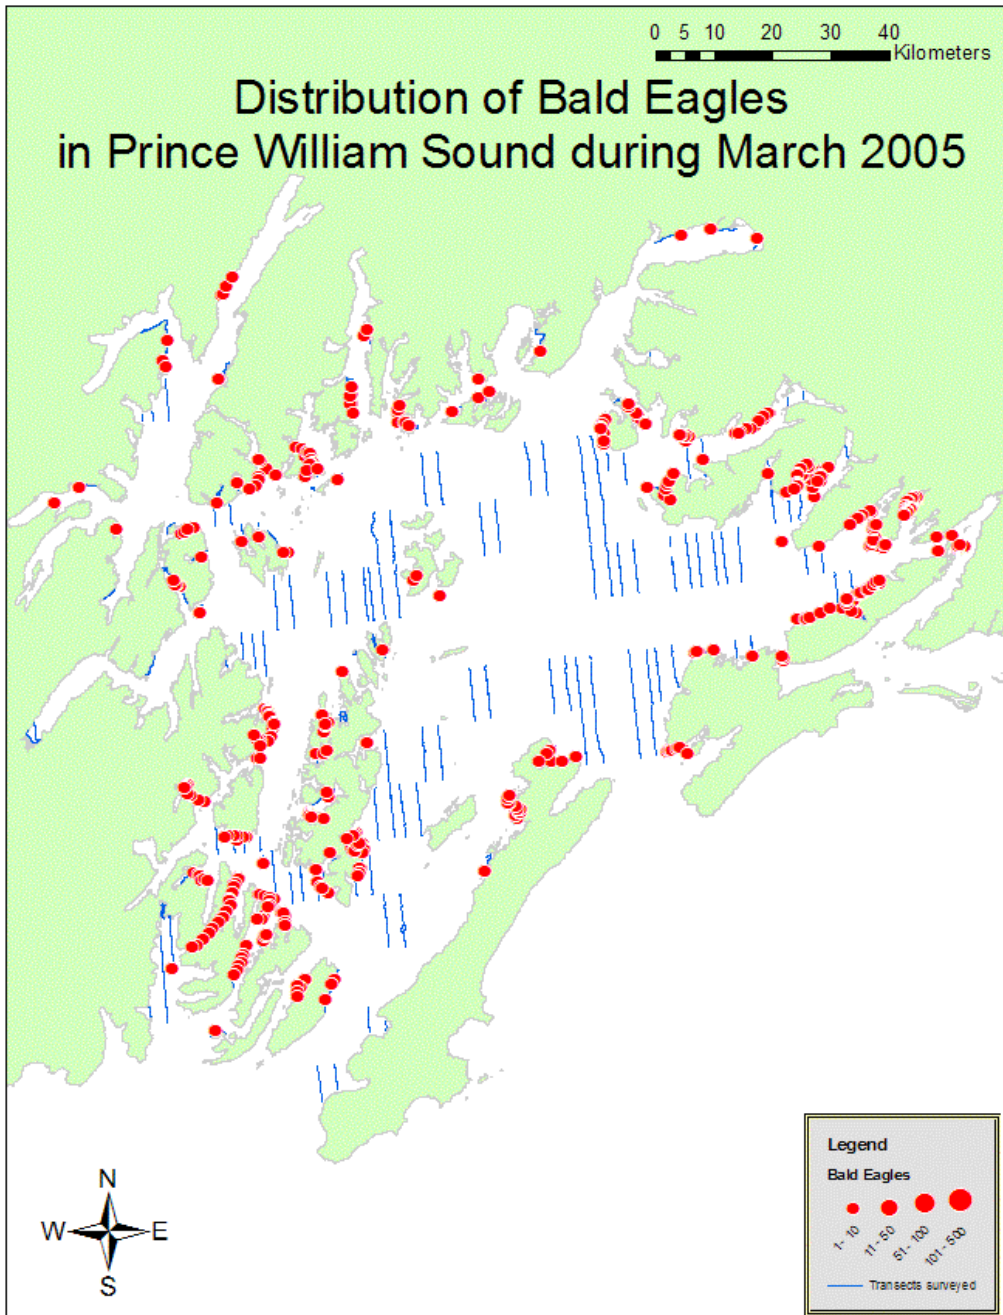 0 5 10 20 30 40
Kilometers
Distribution of Bald Eagles
in Prince William Sound during March 2005
N
W E
S
Legend
Bald Eagles
1 - 10
11 - 50
51 - 100
101 - 500
Transects surveyed